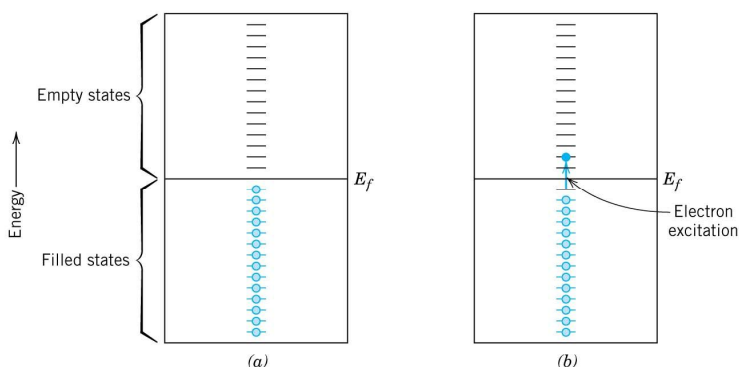 Empty states
Energy
Filled states
E_f
(a)
E_f
Electron
excitation
(b)